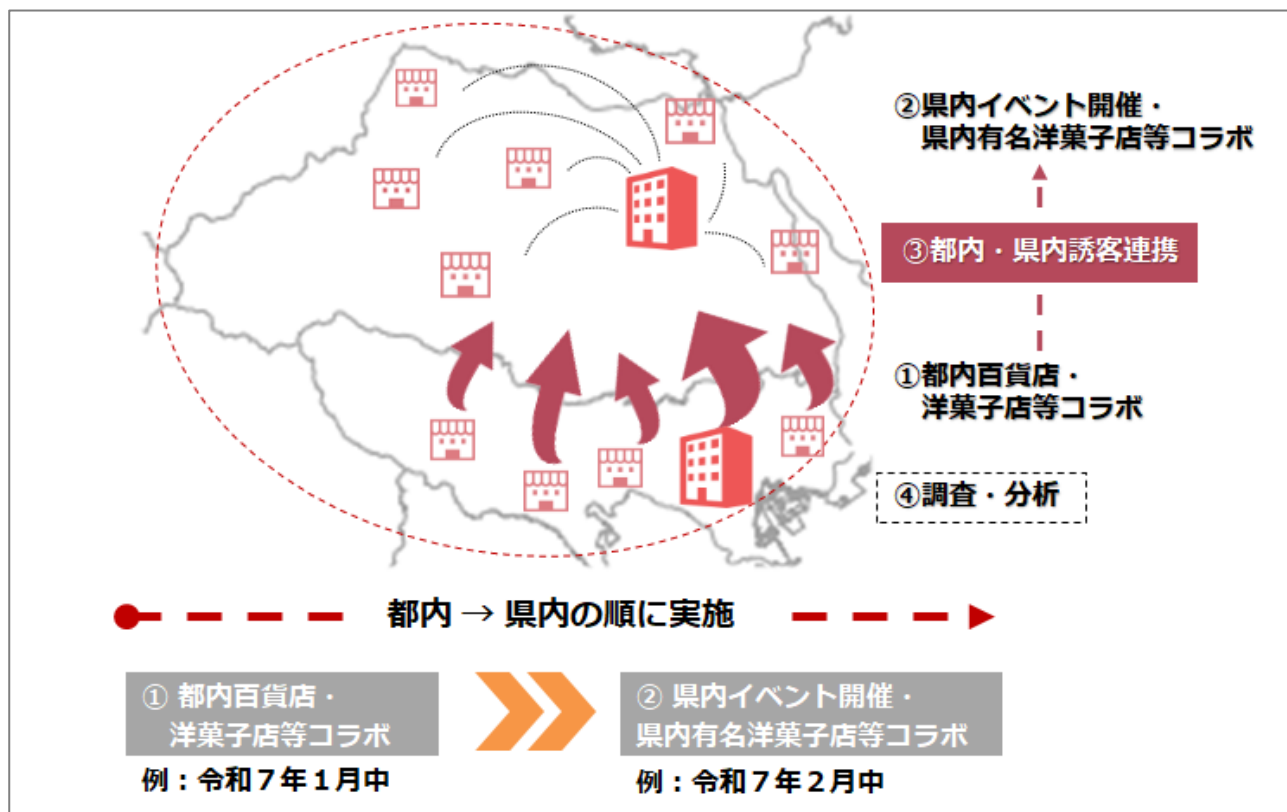 ②県内イベント開催・
県内有名洋菓子店等コラボ
③都内・県内誘客連携
①都内百貨店・
洋菓子店等コラボ
④調査・分析
都内 → 県内の順に実施
① 都内百貨店・
洋菓子店等コラボ
例：令和７年１月中
② 県内イベント開催・
県内有名洋菓子店等コラボ
例：令和７年２月中